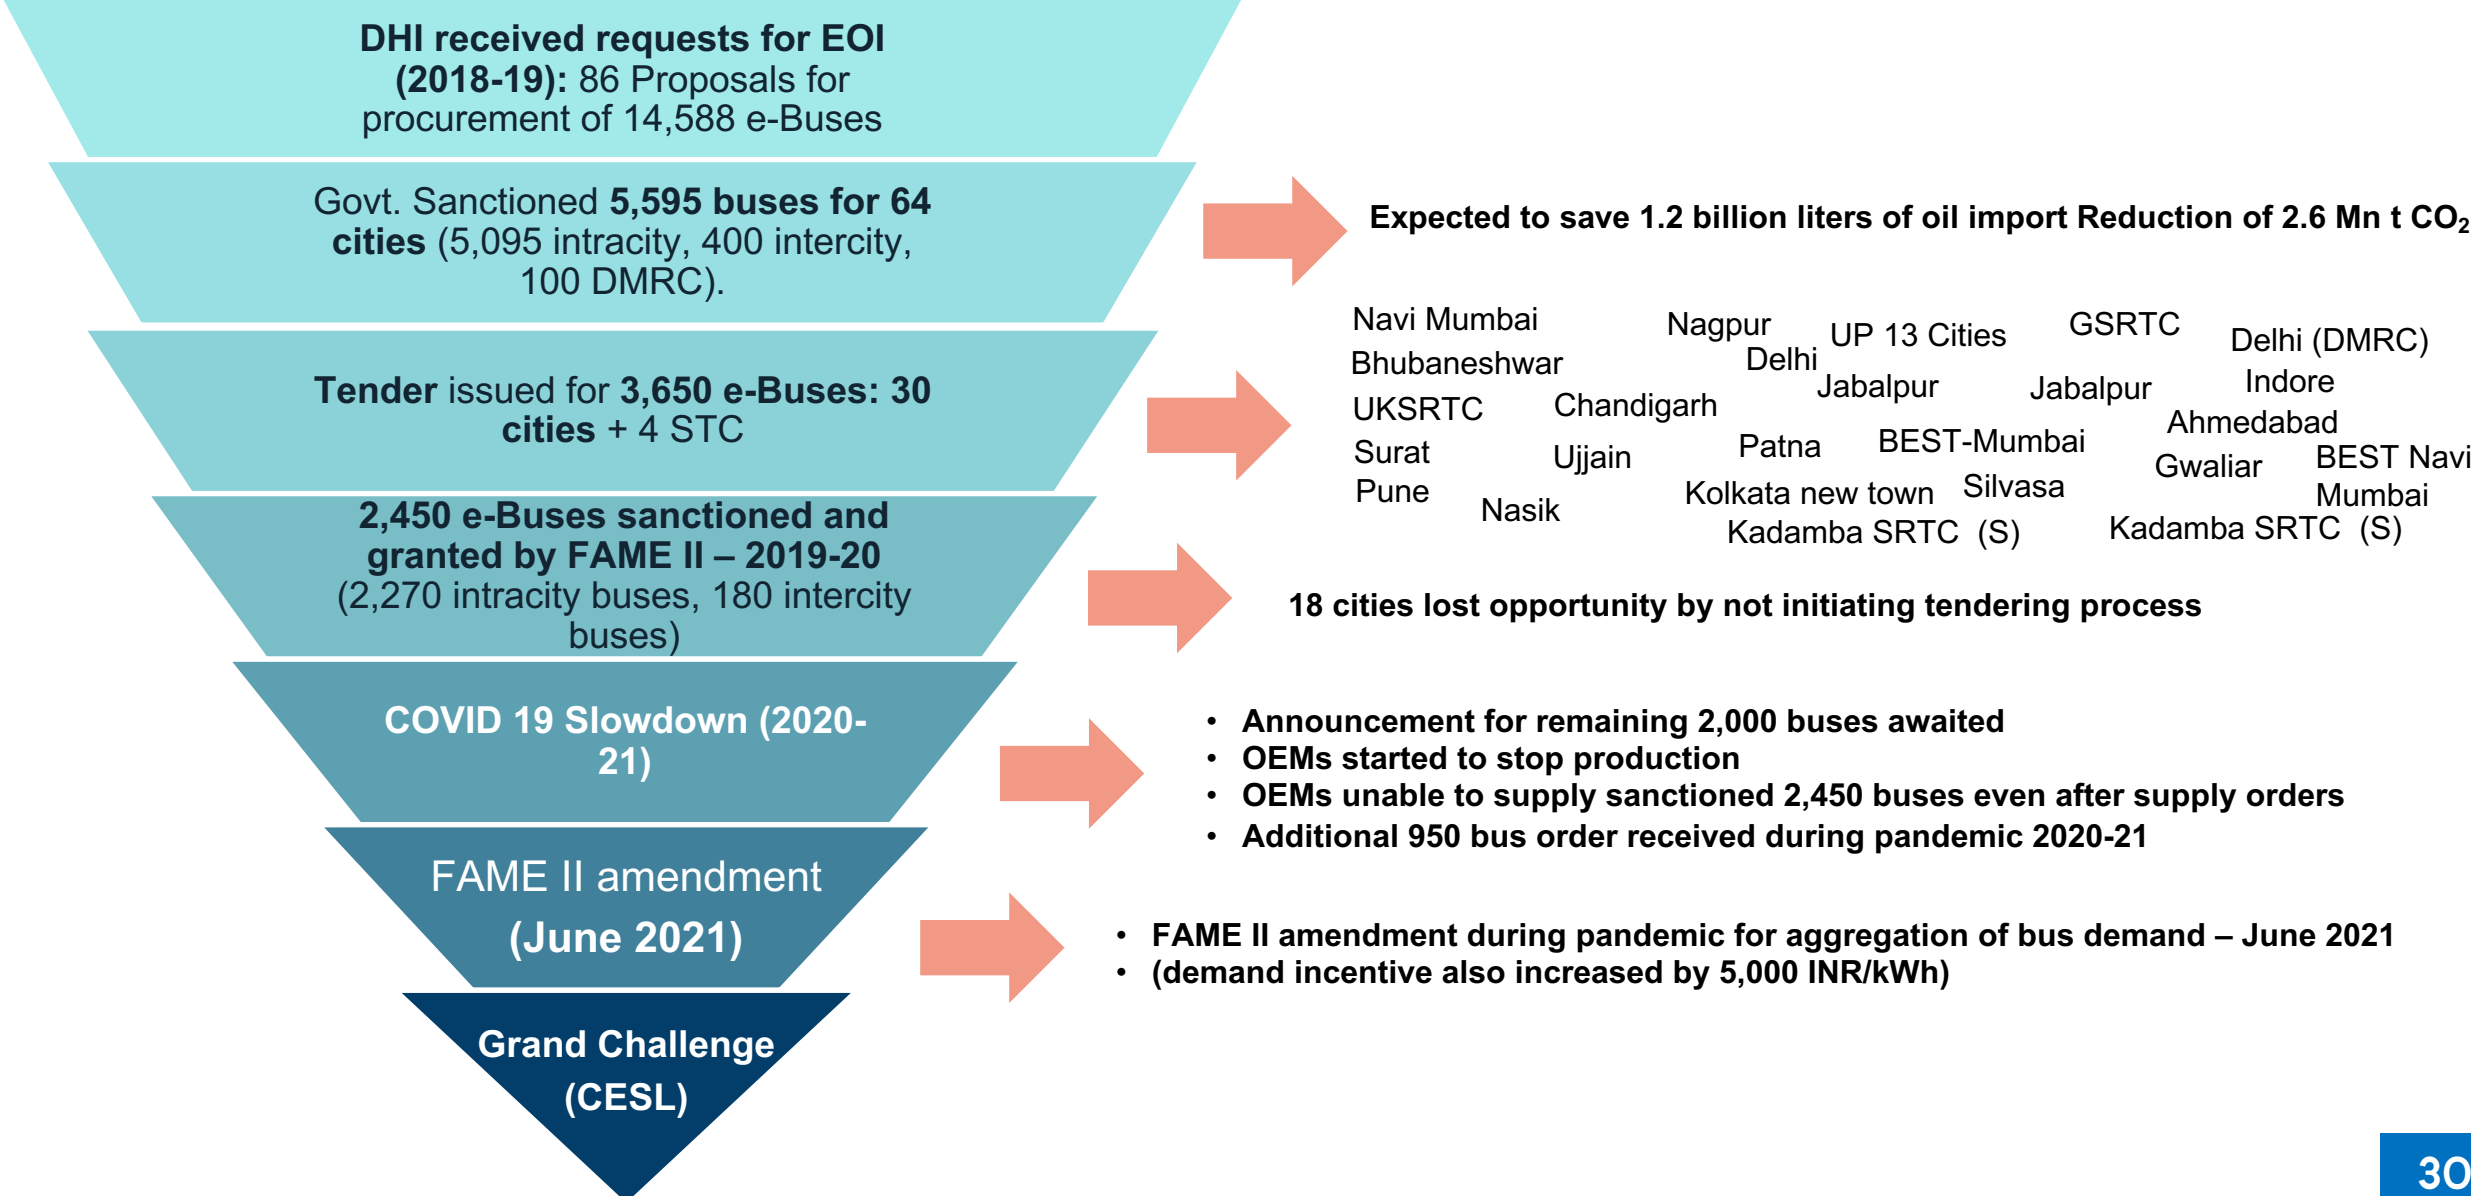 DHI received requests for EOI
(2018-19): 86 Proposals for
procurement of 14,588 e-Buses
Govt. Sanctioned 5,595 buses for 64
cities (5,095 intracity, 400 intercity,
100 DMRC).
Expected to save 1.2 billion liters of oil import Reduction of 2.6 Mn t CO₂
Tender issued for 3,650 e-Buses: 30
cities + 4 STC
Navi Mumbai
Nagpur
UP 13 Cities
GSRTC
Delhi (DMRC)
Bhubaneshwar
Delhi
Jabalpur
Jabalpur
Indore
UKSRTC
Chandigarh
Ahmedabad
Surat
Ujjain
Patna
BEST-Mumbai
Gwaliar
BEST Navi
Mumbai
Pune
Nasik
Kolkata new town
Silvasa
Kadamba SRTC (S)
Kadamba SRTC (S)
2,450 e-Buses sanctioned and
granted by FAME II – 2019-20
(2,270 intracity buses, 180 intercity
buses)
18 cities lost opportunity by not initiating tendering process
COVID 19 Slowdown (2020-
21)
• Announcement for remaining 2,000 buses awaited
• OEMs started to stop production
• OEMs unable to supply sanctioned 2,450 buses even after supply orders
• Additional 950 bus order received during pandemic 2020-21
FAME II amendment
(June 2021)
• FAME II amendment during pandemic for aggregation of bus demand – June 2021
• (demand incentive also increased by 5,000 INR/kWh)
Grand Challenge
(CESL)
30